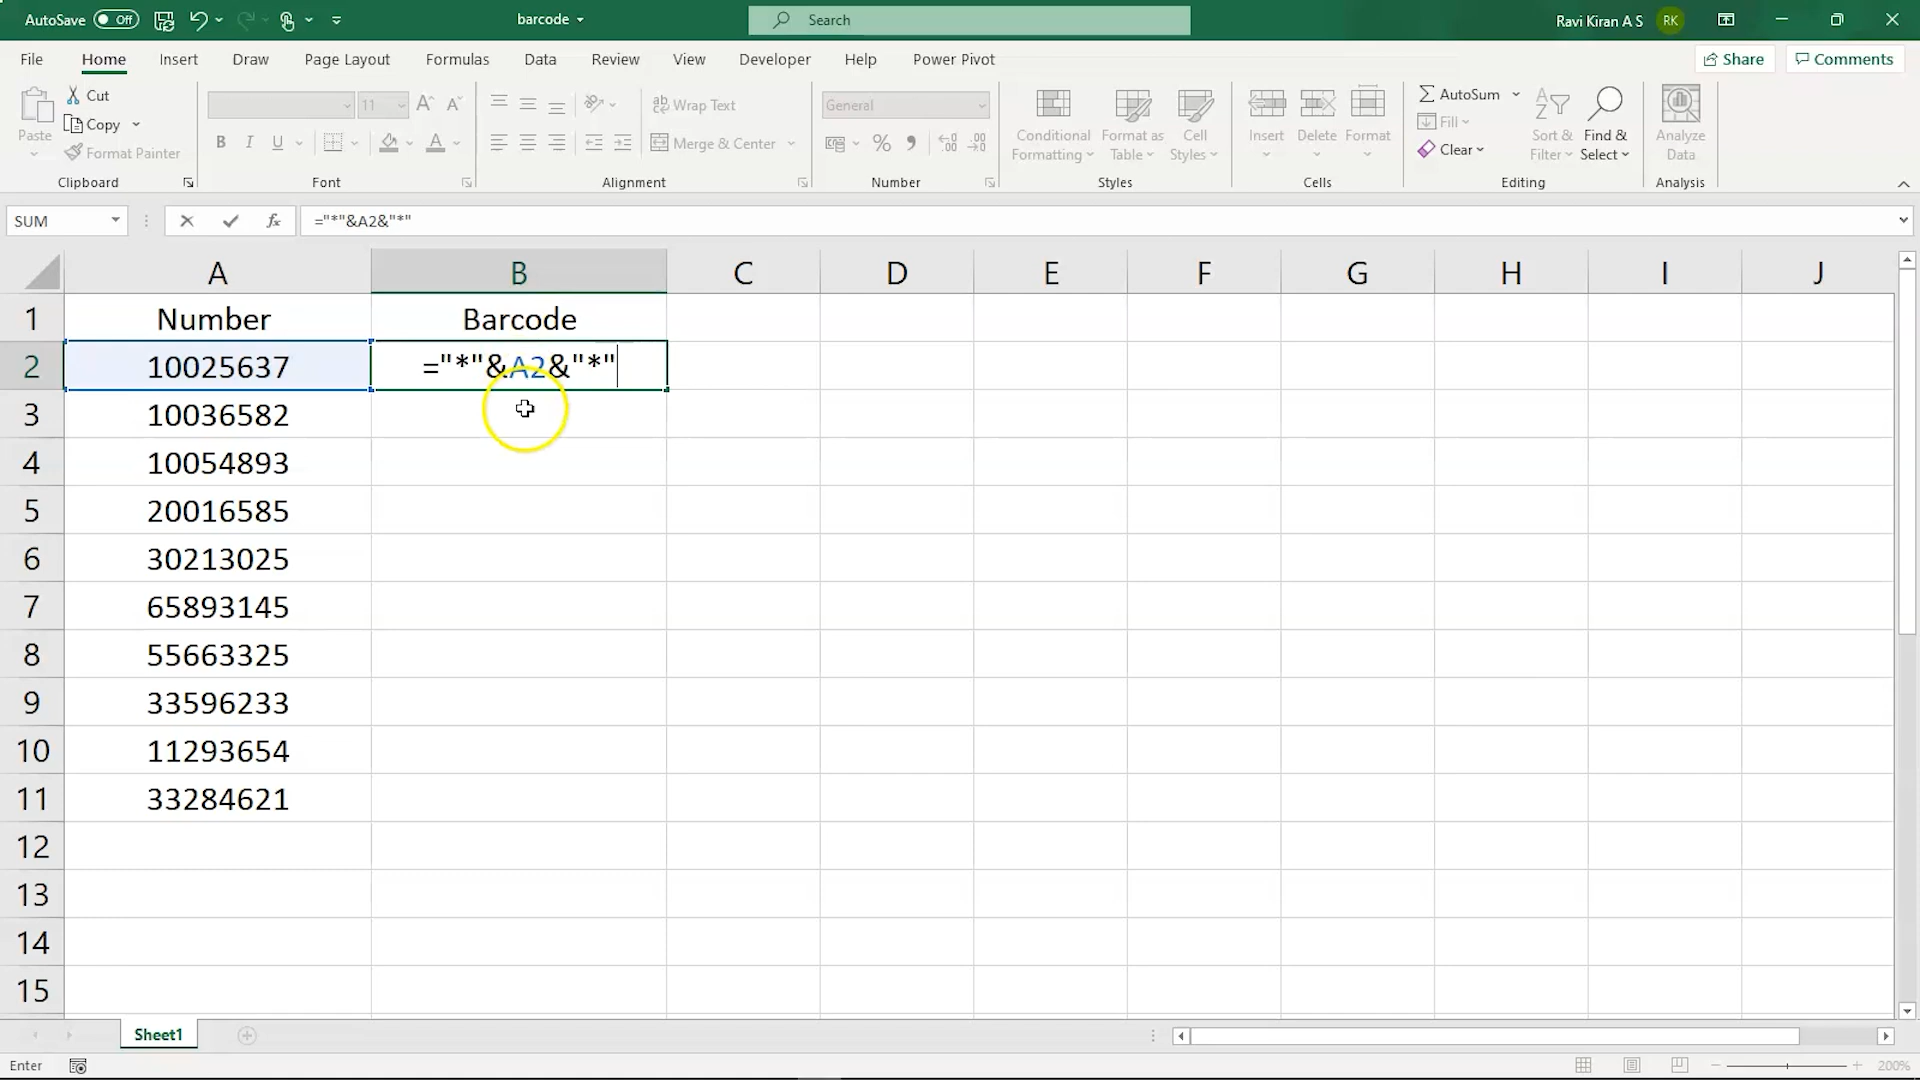 AutoSave Off barcode Search Ravi Kiran A S RK
File Home Insert Draw Page Layout Formulas Data Review View Developer Help Power Pivot Share Comments
Paste
Cut
Copy
Format Painter
Clipboard
11
B I U A
Font
Wrap Text
Merge & Center
Alignment
General
%
Number
Conditional Formatting
Format as Table
Cell Styles
Styles
Insert
Delete
Format
Cells
AutoSum
Fill
Clear
Sort & Filter
Find & Select
Editing
Analyze Data
Analysis
SUM fx ="*"&A2&"*"
A B C D E F G H I J
1 Number Barcode
2 10025637 ="*"&A2&"*"
3 10036582
4 10054893
5 20016585
6 30213025
7 65893145
8 55663325
9 33596233
10 11293654
11 33284621
12
13
14
15
Sheet1
Enter 200%